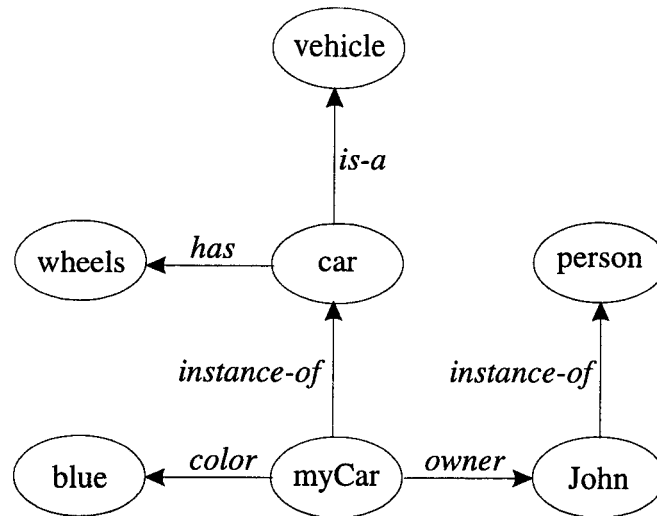 vehicle
is-a
wheels has car person
instance-of instance-of
blue color myCar owner John